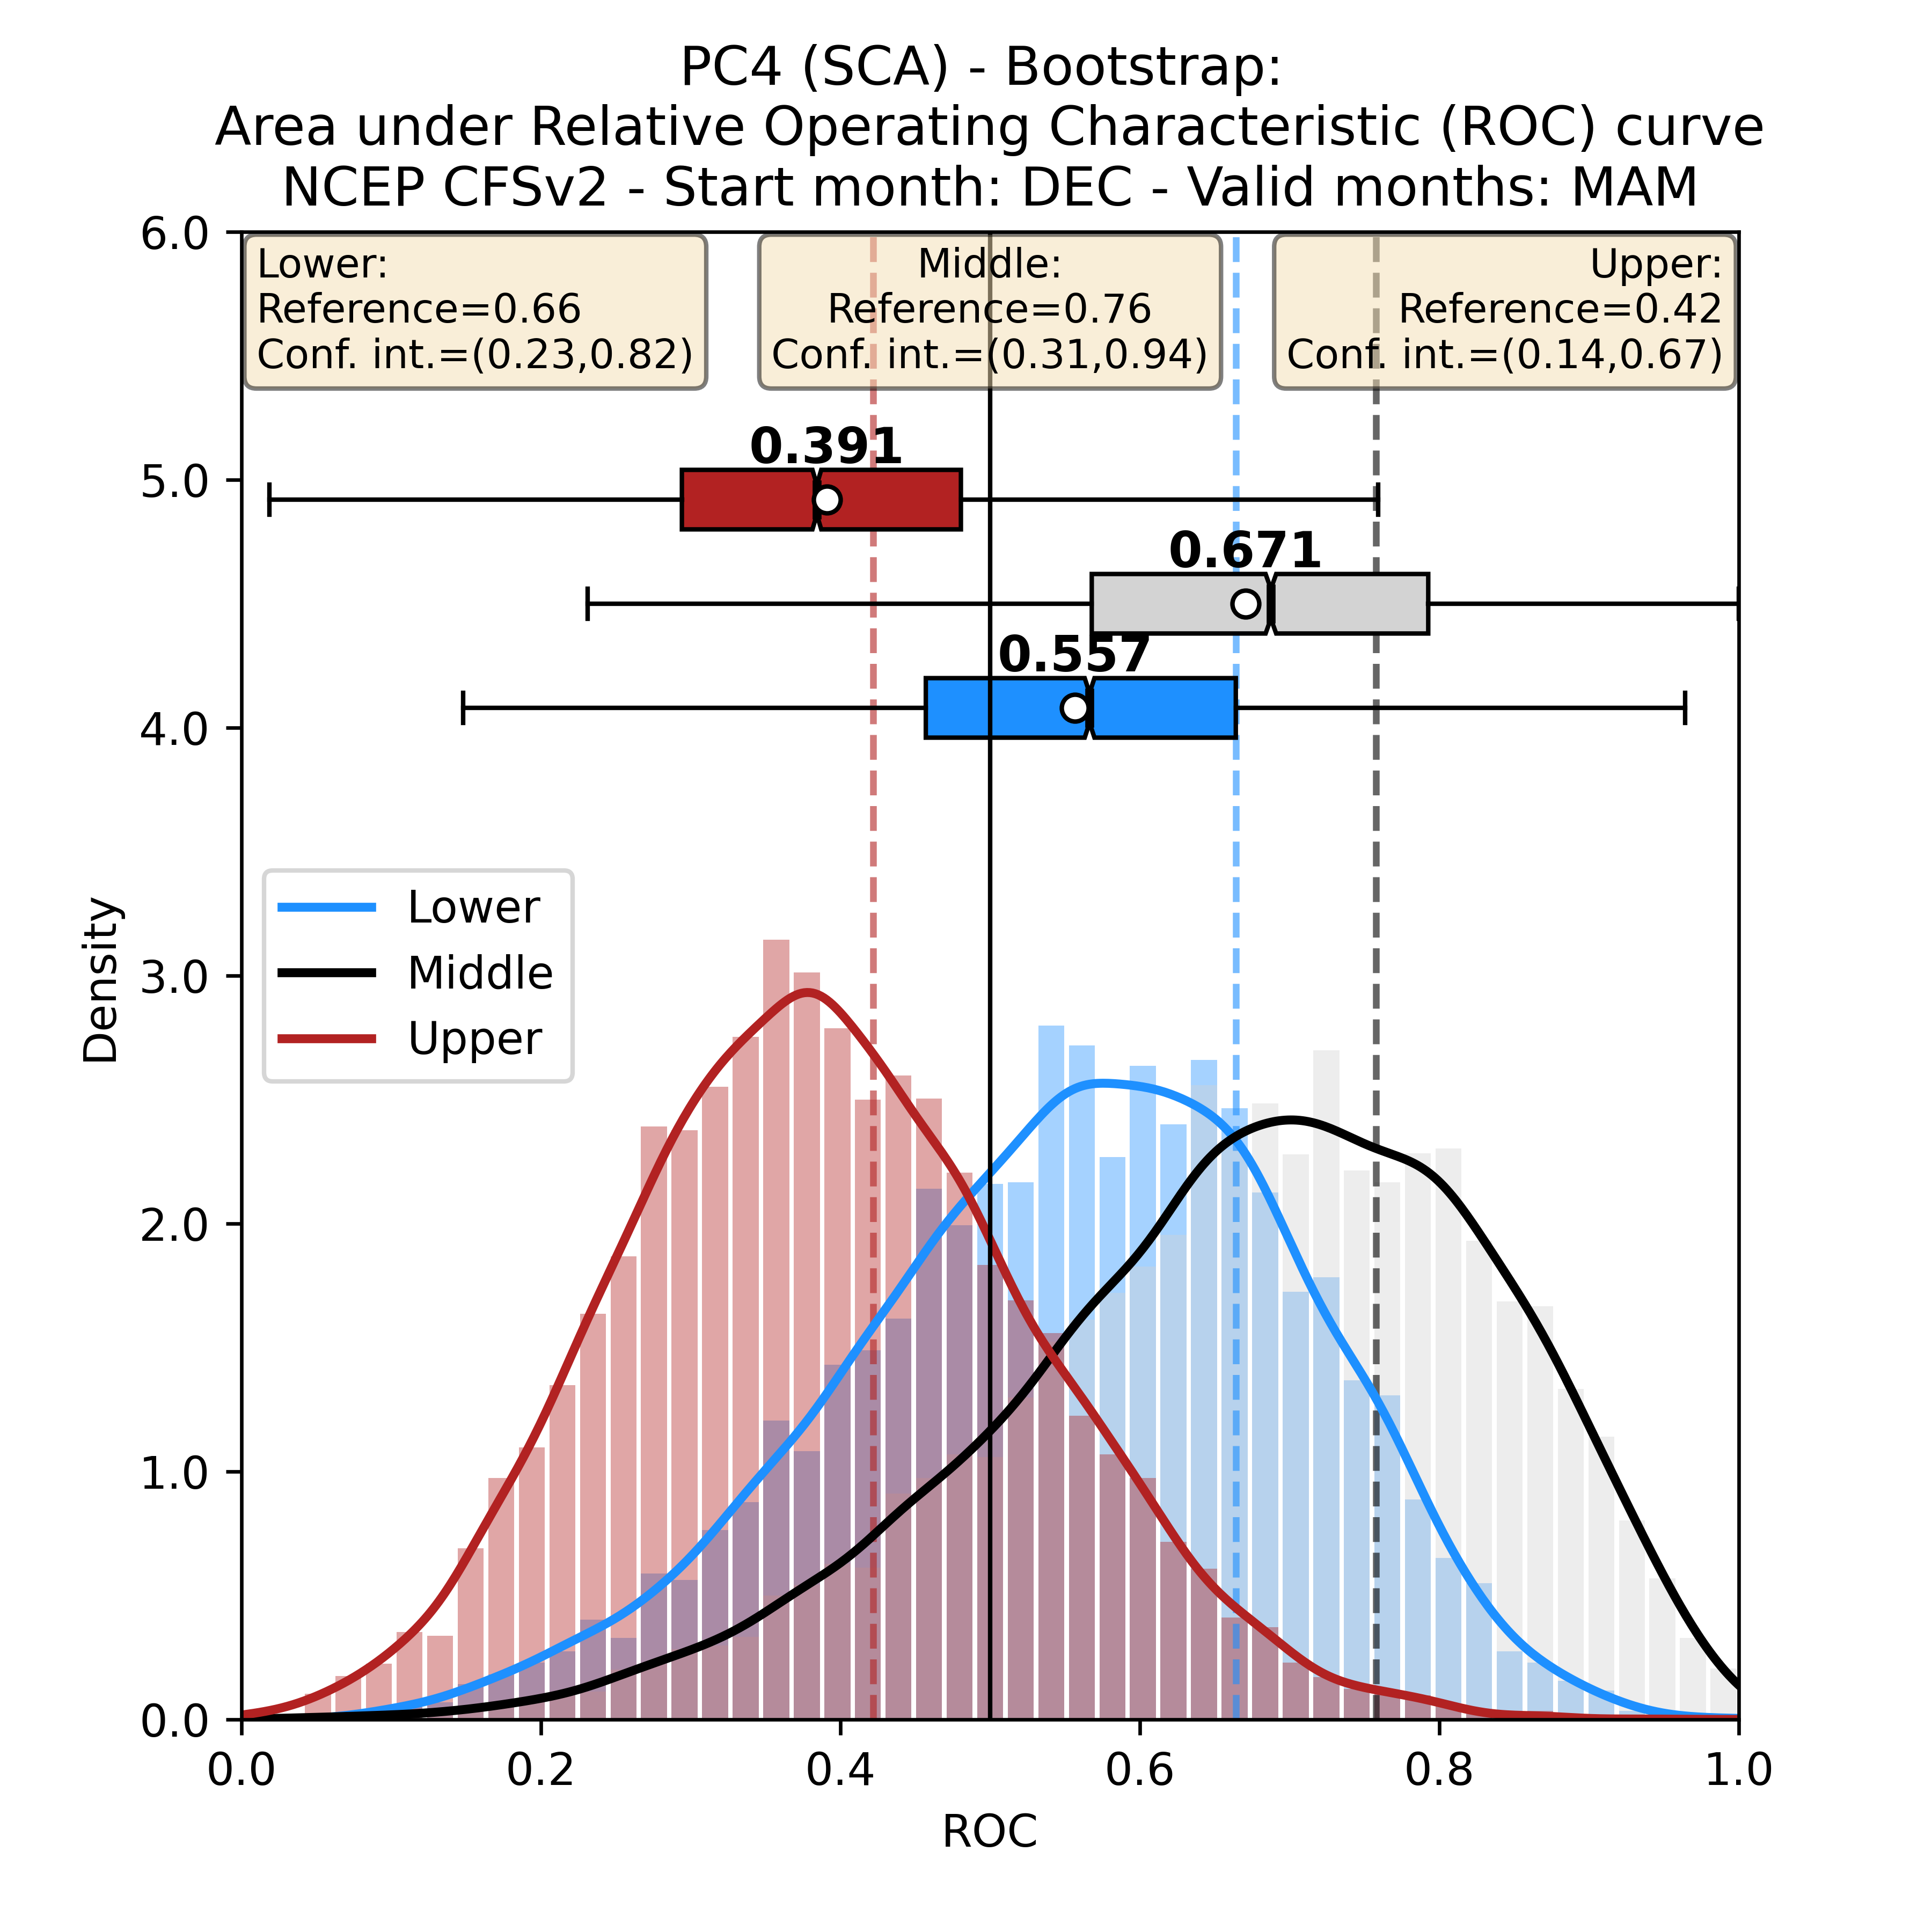 PC4 (SCA) - Bootstrap:
Area under Relative Operating Characteristic (ROC) curve
NCEP CFSv2 - Start month: DEC - Valid months: MAM
Lower:
Reference=0.66
Conf. int.=(0.23,0.82)
Middle:
Reference=0.76
Conf. int.=(0.31,0.94)
Upper:
Reference=0.42
Conf. int.=(0.14,0.67)
0.391
0.671
0.557
Lower
Middle
Upper
Density
6.0
5.0
4.0
3.0
2.0
1.0
0.0
0.0 0.2 0.4 0.6 0.8 1.0
ROC